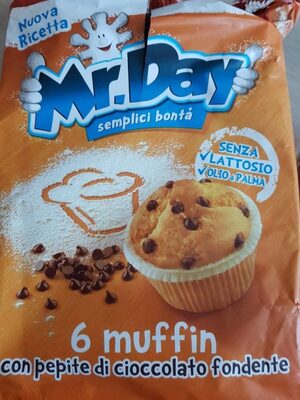 Nuova
Ricetta
Mr.Day
semplici bontà
SENZA
LATTOSIO
OLIO di PALMA
6 muffin
con pepite di cioccolato fondente